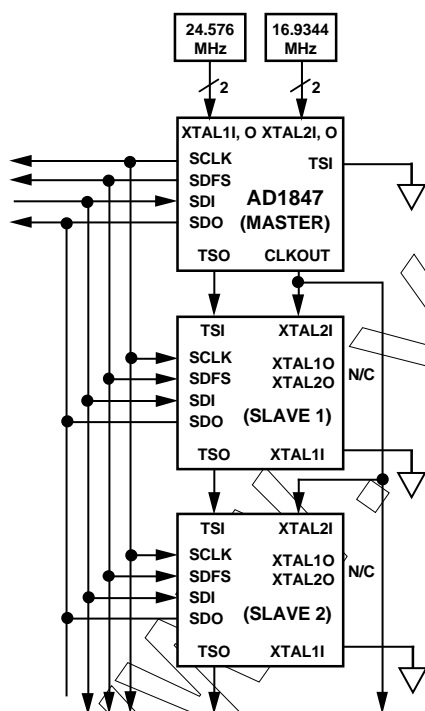 24.576 MHz
16.9344 MHz
2
2
XTAL1I, O XTAL2I, O
SCLK
TSI
SDFS
AD1847
SDI
(MASTER)
SDO
TSO CLKOUT
TSI XTAL2I
SCLK
XTAL1O
SDFS
XTAL2O
N/C
SDI
SDO
(SLAVE 1)
TSO XTAL1I
TSI XTAL2I
SCLK
XTAL1O
SDFS
XTAL2O
N/C
SDI
SDO
(SLAVE 2)
TSO XTAL1I